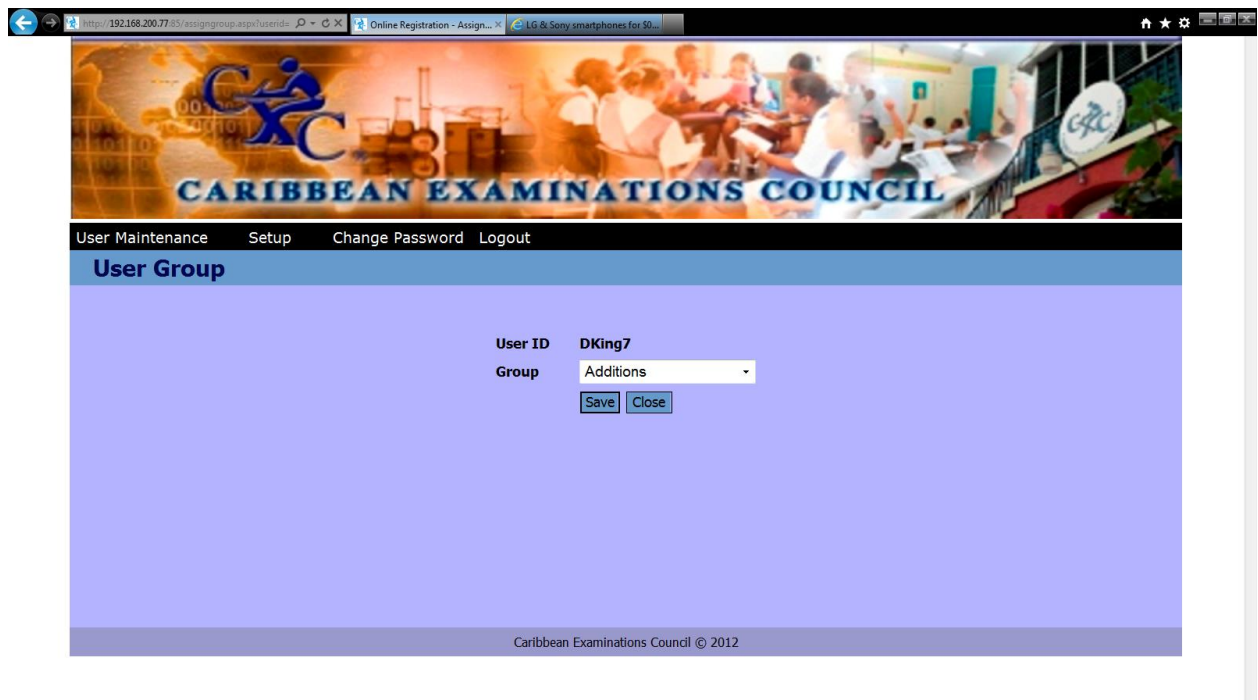 http://192.168.200.77:85/assigngroup.aspx?userid=
Online Registration - Assign...
LG & Sony smartphones for $0...
CXC
CARIBBEAN EXAMINATIONS COUNCIL
CXC
User Maintenance Setup Change Password Logout
User Group
User ID DKing7
Group Additions
Save Close
Caribbean Examinations Council © 2012